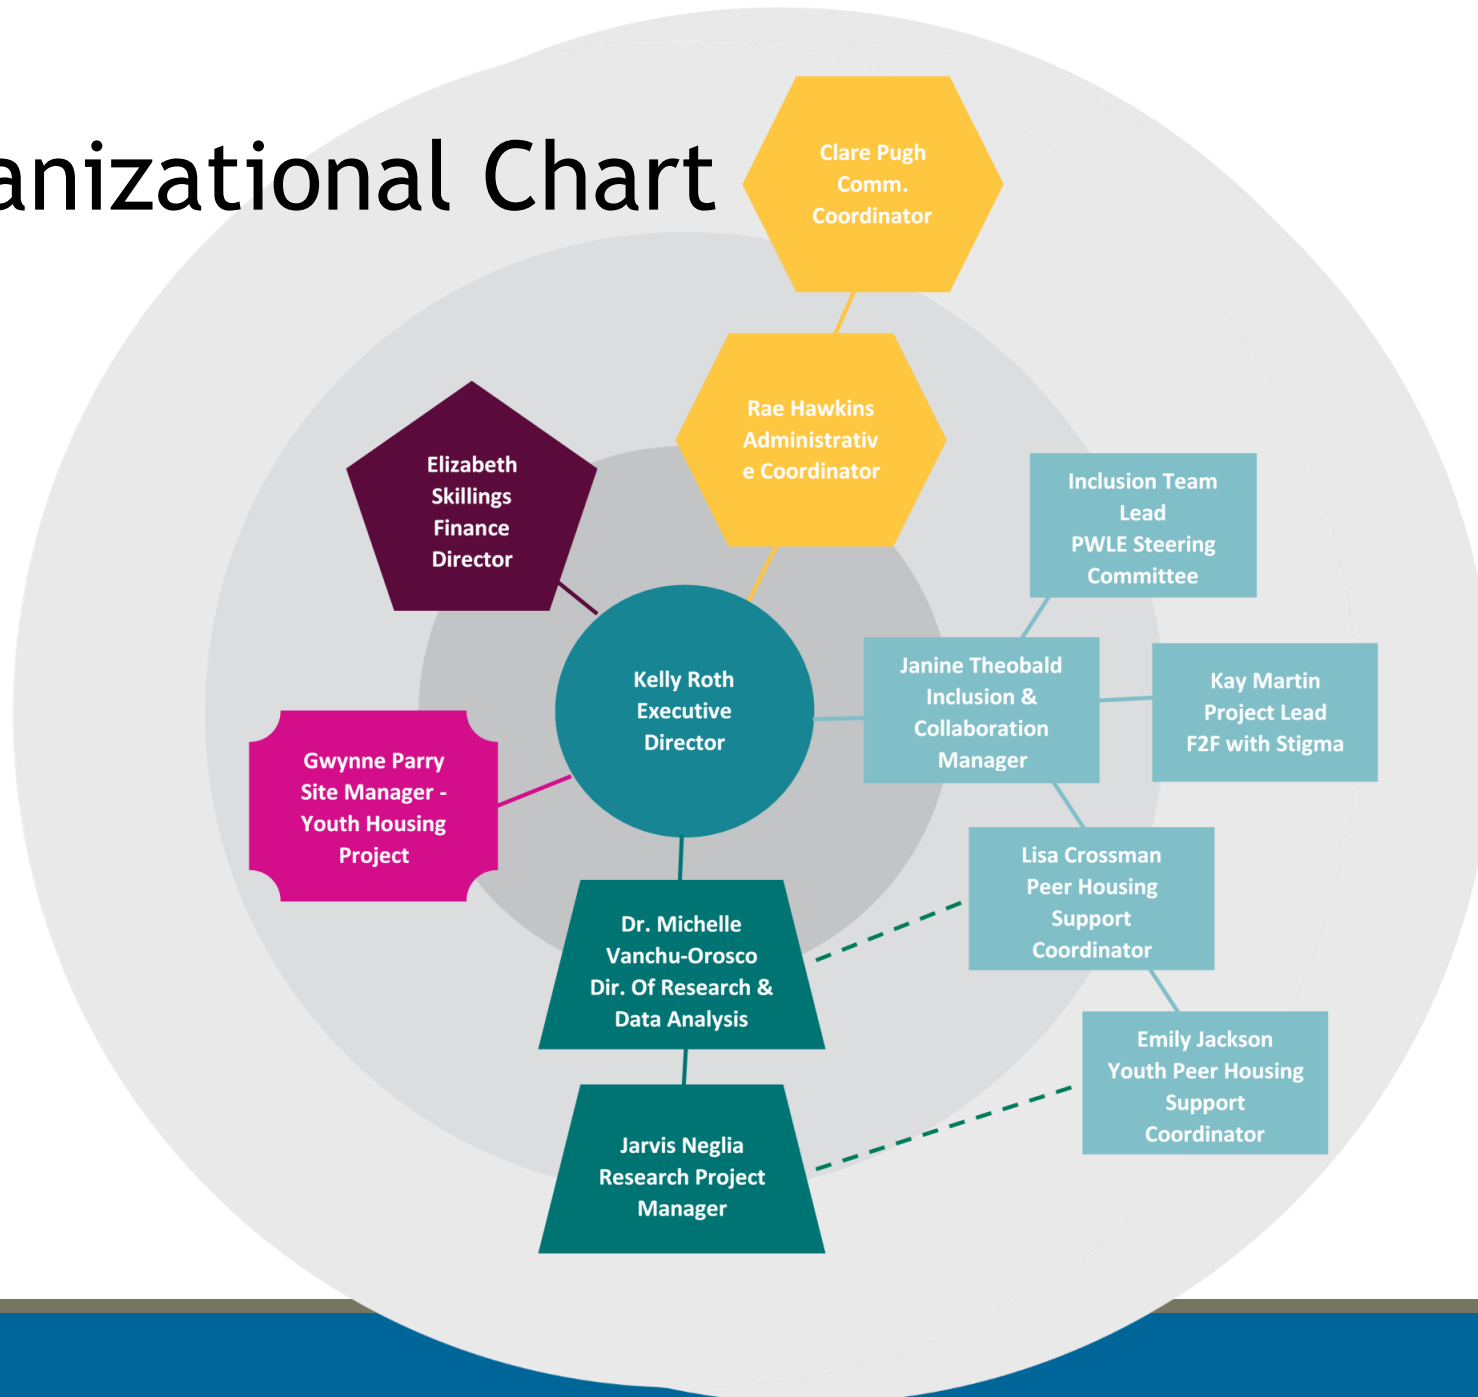 anizational Chart
Clare Pugh
Comm.
Coordinator
Rae Hawkins
Administrativ
e Coordinator
Elizabeth
Skillings
Finance
Director
Inclusion Team
Lead
PWLE Steering
Committee
Kelly Roth
Executive
Director
Janine Theobald
Inclusion &
Collaboration
Manager
Kay Martin
Project Lead
F2F with Stigma
Gwynne Parry
Site Manager -
Youth Housing
Project
Lisa Crossman
Peer Housing
Support
Coordinator
Dr. Michelle
Vanchu-Orosco
Dir. Of Research &
Data Analysis
Emily Jackson
Youth Peer Housing
Support
Coordinator
Jarvis Neglia
Research Project
Manager